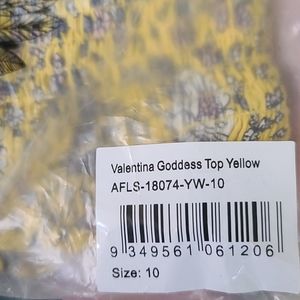 Valentina Goddess Top Yellow
AFLS-18074-YW-10
9 349561 061206
Size: 10